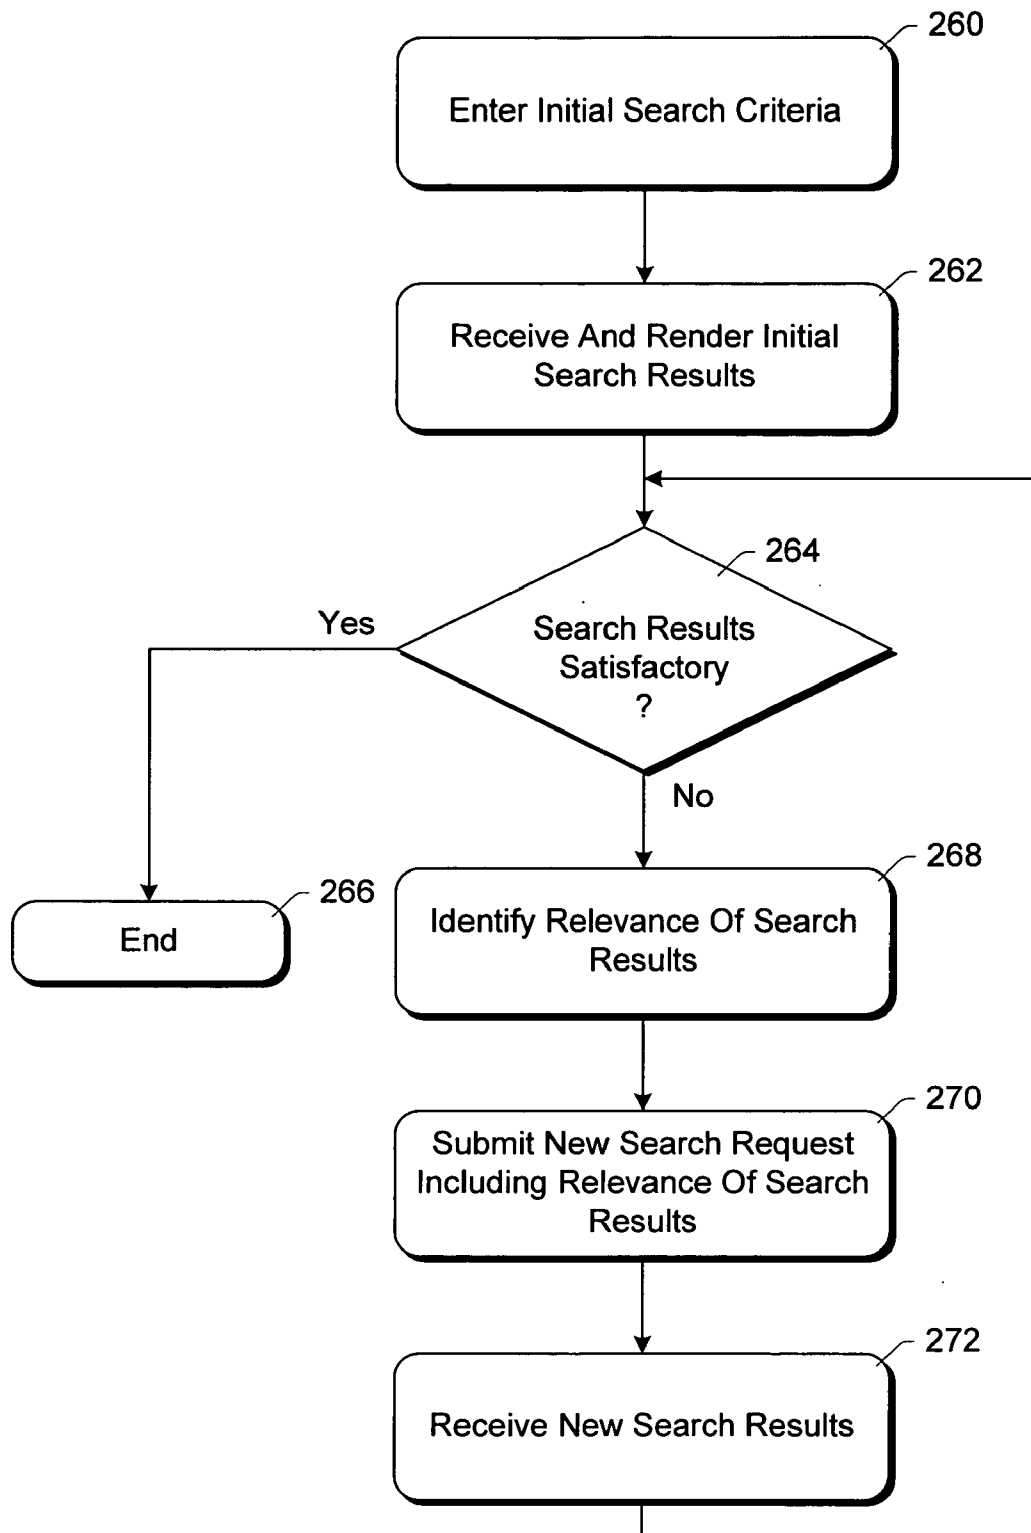 260
Enter Initial Search Criteria
262
Receive And Render Initial
Search Results
264
Yes
Search Results
Satisfactory
?
No
266
End
268
Identify Relevance Of Search
Results
270
Submit New Search Request
Including Relevance Of Search
Results
272
Receive New Search Results